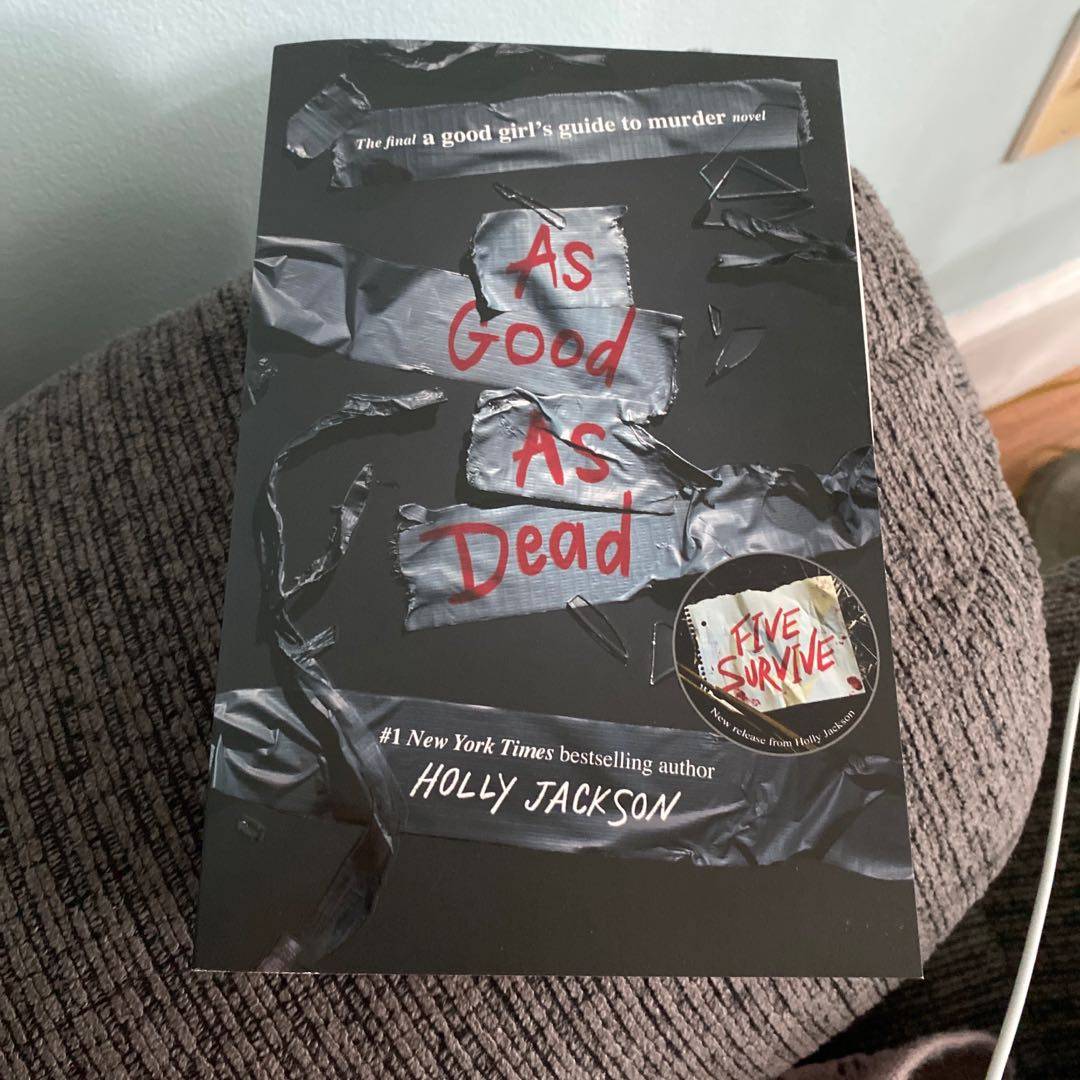 The final a good girl's guide to murder novel
As
Good
As
Dead
FIVE
SURVIVE
New release from Holly Jackson
#1 New York Times bestselling author
HOLLY JACKSON